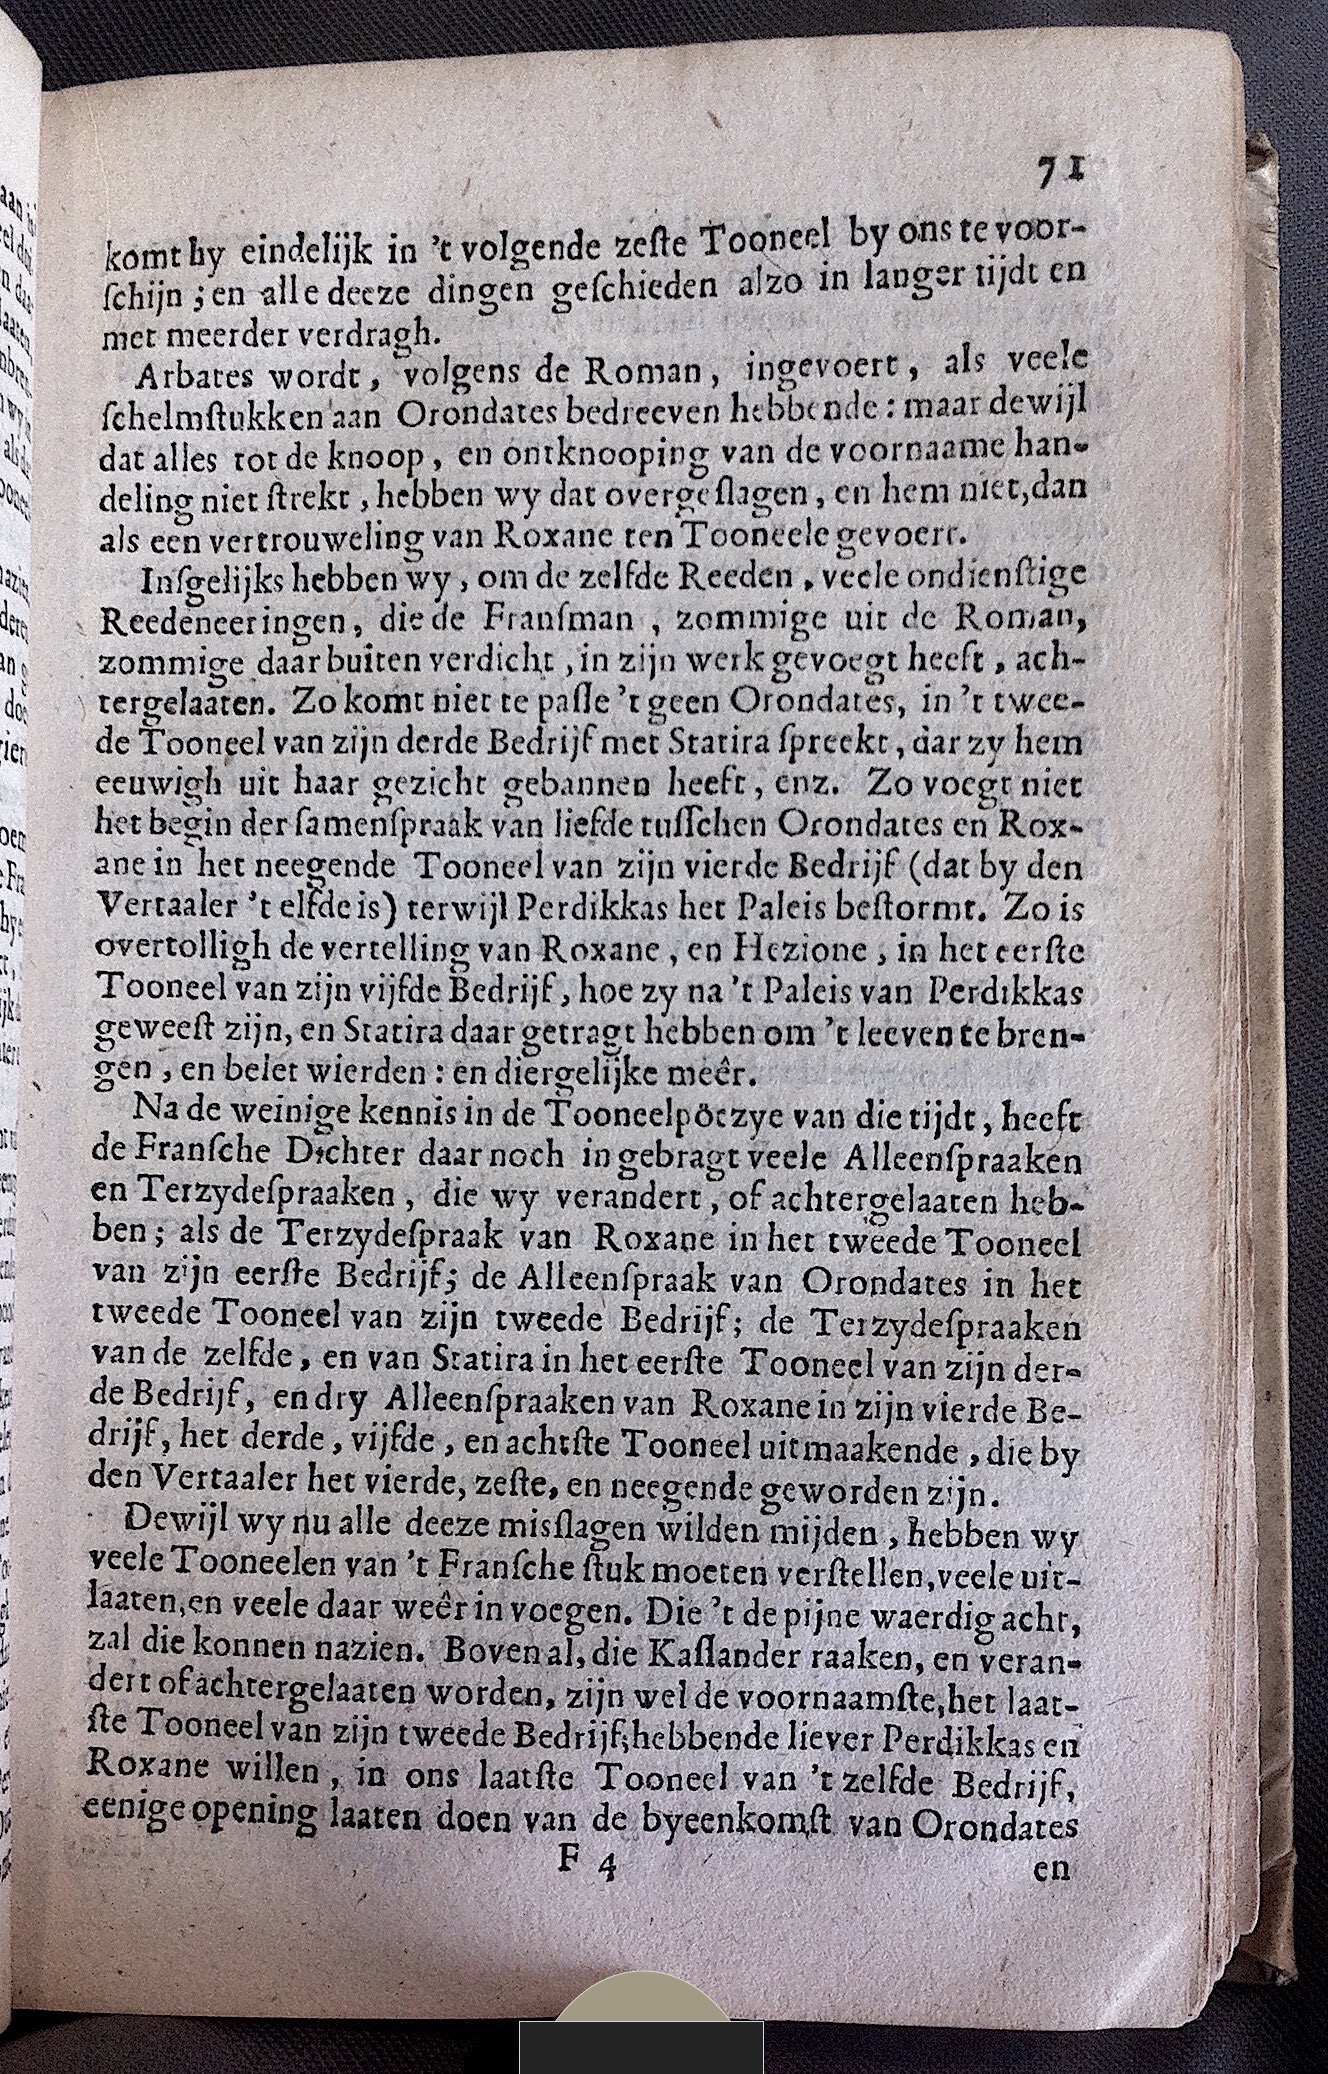 71
komt hy eindelijk in ’t volgende zeſte Tooneel by ons te voor-
ſchijn ; en alle deeze dingen geſchieden alzo in langer tijdt en
met meerder verdragh.
Arbates wordt, volgens de Roman, ingevoert, als veele
ſchelmſtukken aan Orondates bedreeven hebbende : maar dewijl
dat alles tot de knoop, en ontknooping van de voornaame han-
deling niet ſtrekt, hebben wy dat overgeſlagen, en hem niet, dan
als een vertrouweling van Roxane ten Tooneele gevoert.
Inſgelijks hebben wy, om de zelfde Reeden, veele ondienſtige
Reedeneeringen, die de Franſman, zommige uit de Roman,
zommige daar buiten verdicht, in zijn werk gevoegt heeft, ach-
tergelaaten. Zo komt niet te paſſe ’t geen Orondates, in ’t twee-
de Tooneel van zijn derde Bedrijf met Statira ſpreekt, dat zy hem
eeuwigh uit haar gezicht gebannen heeft, enz. Zo voegt niet
het begin der ſamenſpraak van liefde tuſſchen Orondates en Rox-
ane in het neegende Tooneel van zijn vierde Bedrijf (dat by den
Vertaaler ’t elfde is) terwijl Perdikkas het Paleis beſtormt. Zo is
overtolligh de vertelling van Roxane, en Hezione, in het eerſte
Tooneel van zijn vijfde Bedrijf, hoe zy na ’t Paleis van Perdikkas
geweeſt zijn, en Statira daar getragt hebben om ’t leeven te bren-
gen, en belet wierden : en diergelijke meêr.
Na de weinige kennis in de Tooneelpöezye van die tijdt, heeft
de Franſche Dichter daar noch in gebragt veele Alleenſpraaken
en Terzydeſpraaken, die wy verandert, of achtergelaaten heb-
ben ; als de Terzydeſpraak van Roxane in het tweede Tooneel
van zijn eerſte Bedrijf; de Alleenſpraak van Orondates in het
tweede Tooneel van zijn tweede Bedrijf; de Terzydeſpraaken
van de zelfde, en van Statira in het eerſte Tooneel van zijn der-
de Bedrijf, en dry Alleenſpraaken van Roxane in zijn vierde Be-
drijf, het derde, vijfde, en achtſte Tooneel uitmaakende, die by
den Vertaaler het vierde, zeſte, en neegende geworden zijn.
Dewijl wy nu alle deeze misſlagen wilden mijden, hebben wy
veele Tooneelen van ’t Franſche ſtuk moeten verſtellen, veele uit-
laaten, en veele daar weêr in voegen. Die ’t de pijne waerdig acht,
zal die konnen nazien. Boven al, die Kaſſander raaken, en veran-
dert of achtergelaaten worden, zijn wel de voornaamſte, het laat-
ſte Tooneel van zijn tweede Bedrijf; hebbende liever Perdikkas en
Roxane willen, in ons laatſte Tooneel van ’t zelfde Bedrijf,
eenige opening laaten doen van de byeenkomſt van Orondates
F 4
en